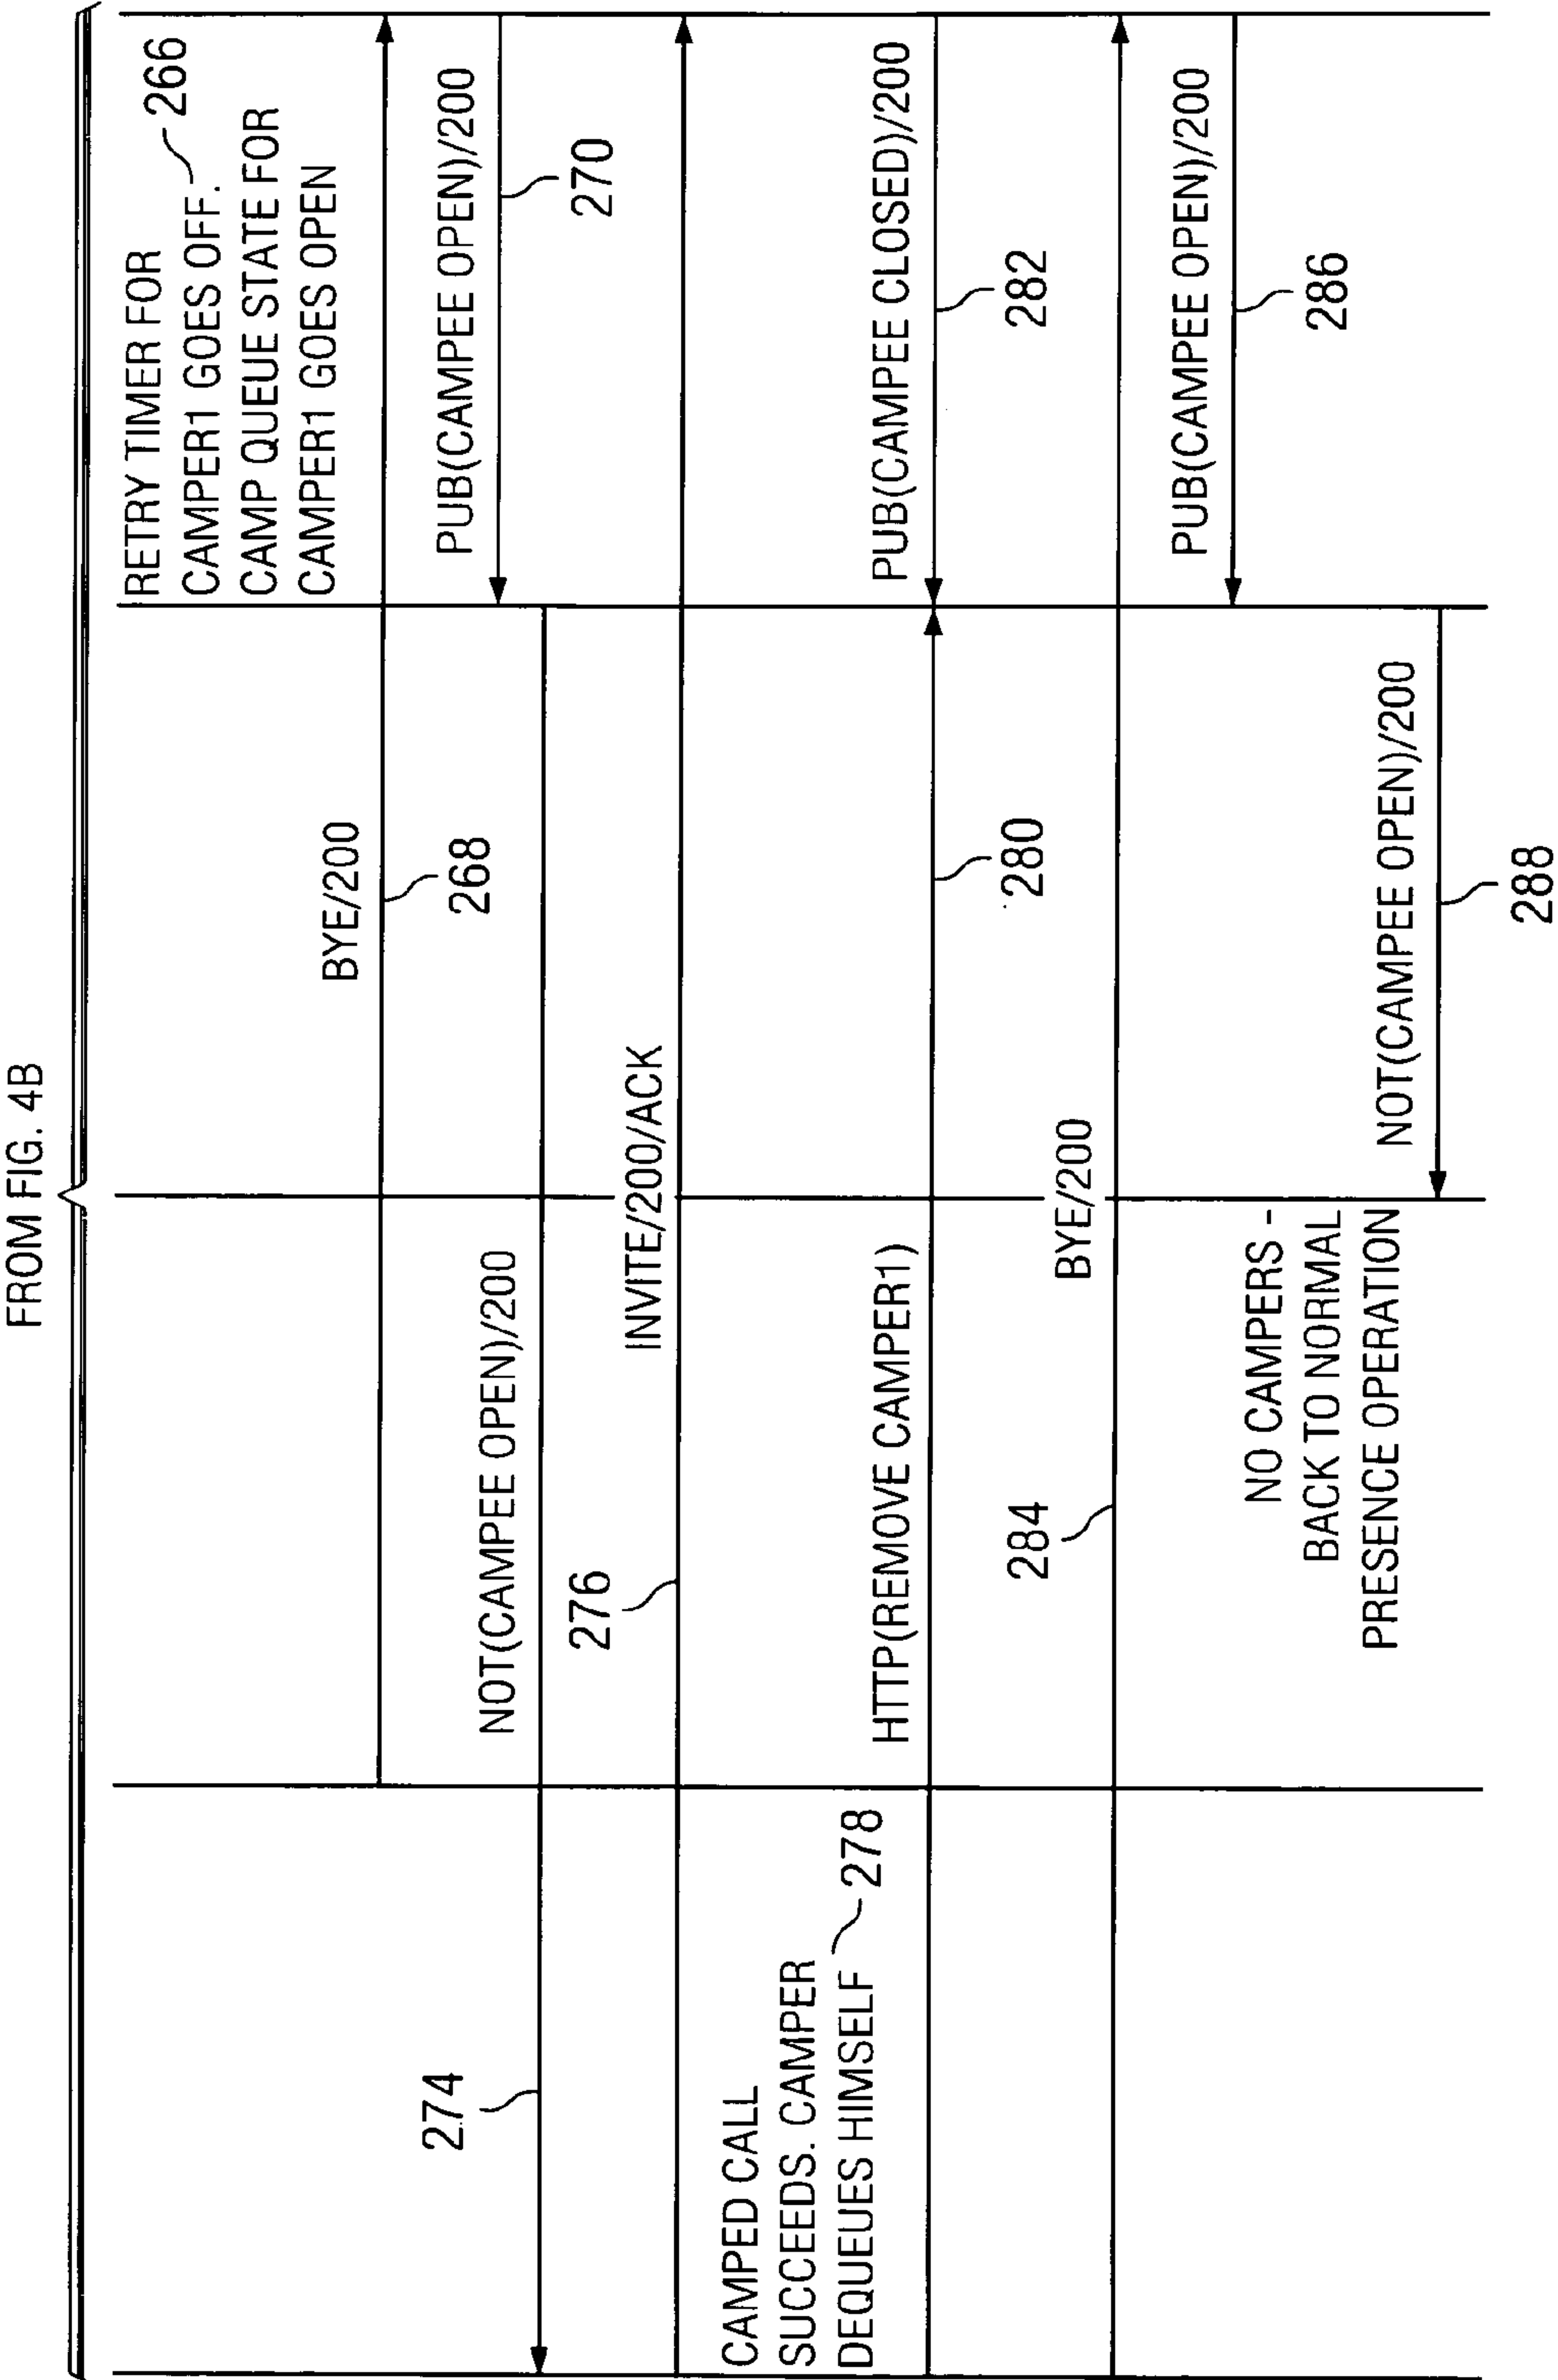 FROM FIG. 4B
RETRY TIMER FOR
CAMPER1 GOES OFF.
CAMP QUEUE STATE FOR
CAMPER1 GOES OPEN
266
BYE/200
268
PUB(CAMPEE OPEN)/200
270
NOT(CAMPEE OPEN)/200
274
INVITE/200/ACK
276
CAMPED CALL
SUCCEEDS. CAMPER
DEQUEUES HIMSELF
278
HTTP(REMOVE CAMPER1)
280
PUB(CAMPEE CLOSED)/200
282
BYE/200
284
PUB(CAMPEE OPEN)/200
286
NO CAMPERS -
BACK TO NORMAL
PRESENCE OPERATION
NOT(CAMPEE OPEN)/200
288